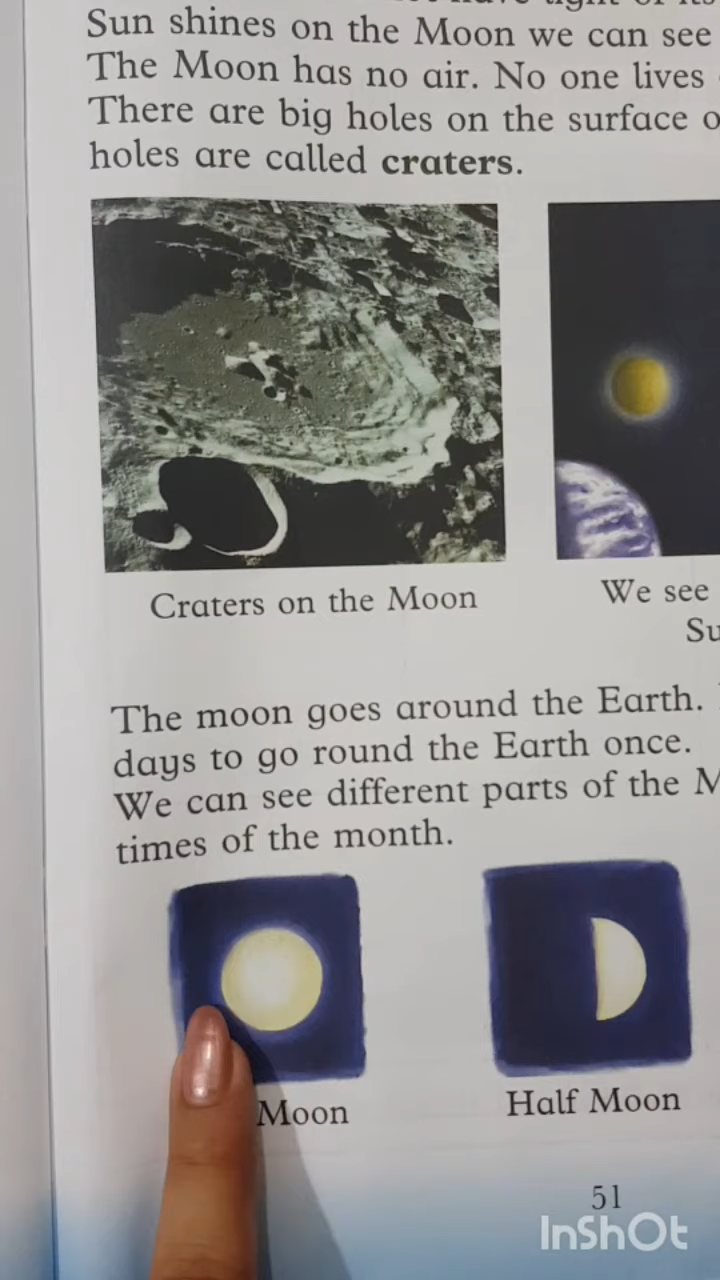 Sun shines on the Moon we can see
The Moon has no air. No one lives
There are big holes on the surface
holes are called craters.
Craters on the Moon
We see
Su
The moon goes around the Earth.
days to go round the Earth once.
We can see different parts of the M
times of the month.
Moon
Half Moon
51
InShOt